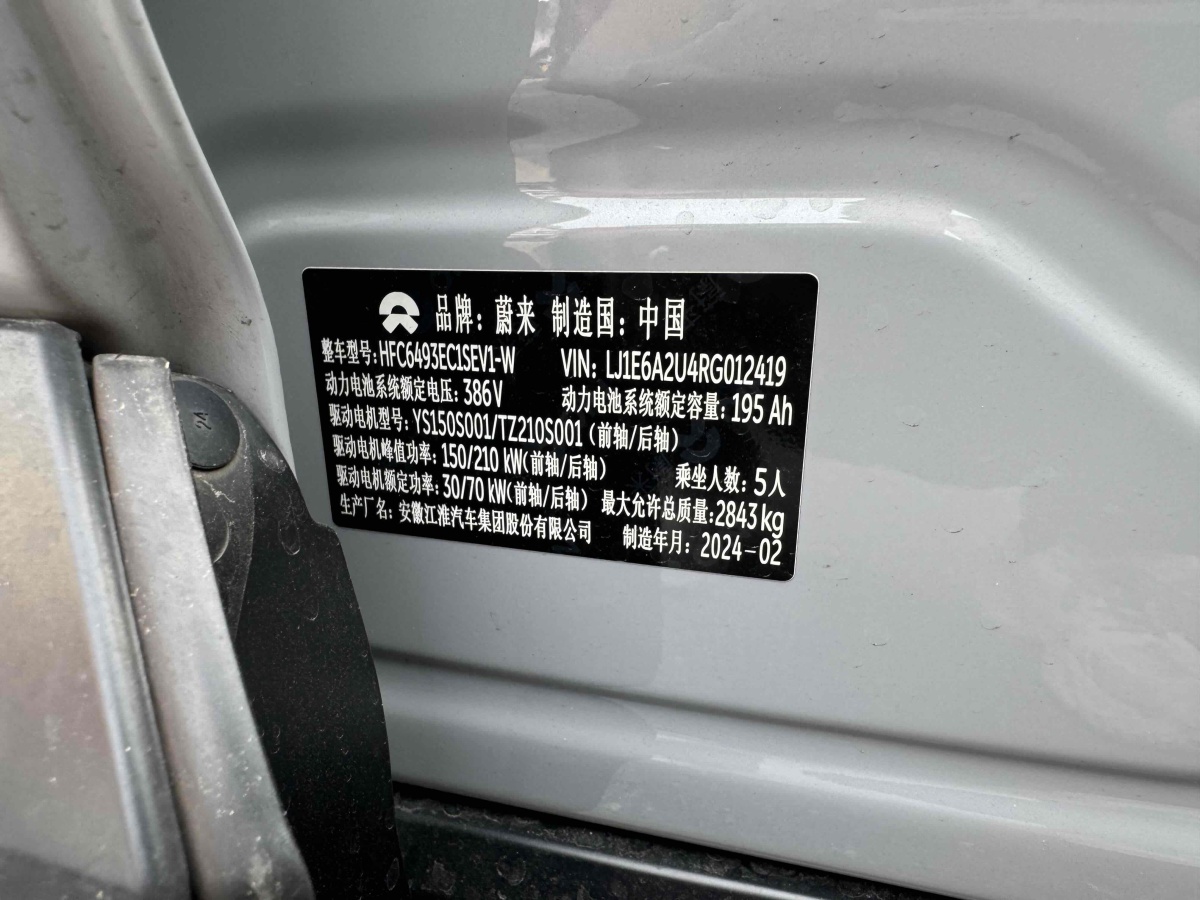 品牌：蔚来 制造国：中国
整车型号：HFC6493EC1SEV1-W VIN：LJ1E6A2U4RG012419
动力电池系统额定电压：386V 动力电池系统额定容量：195 Ah
驱动电机型号：YS150S001/TZ210S001（前轴/后轴）
驱动电机峰值功率：150/210 kW（前轴/后轴） 乘坐人数：5人
驱动电机额定功率：30/70 kW（前轴/后轴） 最大允许总质量：2843kg
生产厂名：安徽江淮汽车集团股份有限公司 制造年月：2024-02
24